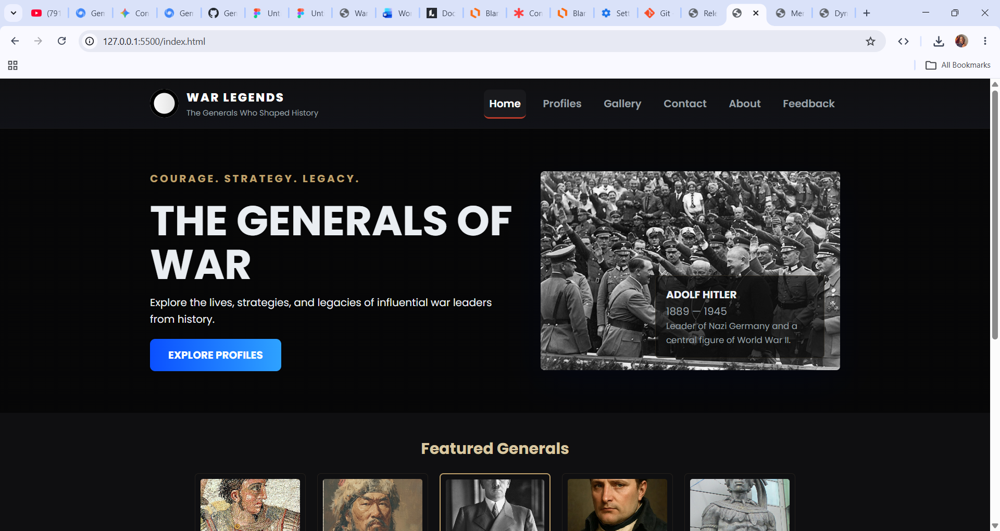 (791
Gen
Con
Gen
Gen
Unt
Unt
War
Wor
Doc
Blar
Con
Blar
Sett
Git
Rele
Mer
Dyn
127.0.0.1:5500/index.html
All Bookmarks
WAR LEGENDS
The Generals Who Shaped History
Home
Profiles
Gallery
Contact
About
Feedback
COURAGE. STRATEGY. LEGACY.
THE GENERALS OF
WAR
Explore the lives, strategies, and legacies of influential war leaders
from history.
EXPLORE PROFILES
ADOLF HITLER
1889 — 1945
Leader of Nazi Germany and a
central figure of World War II.
Featured Generals